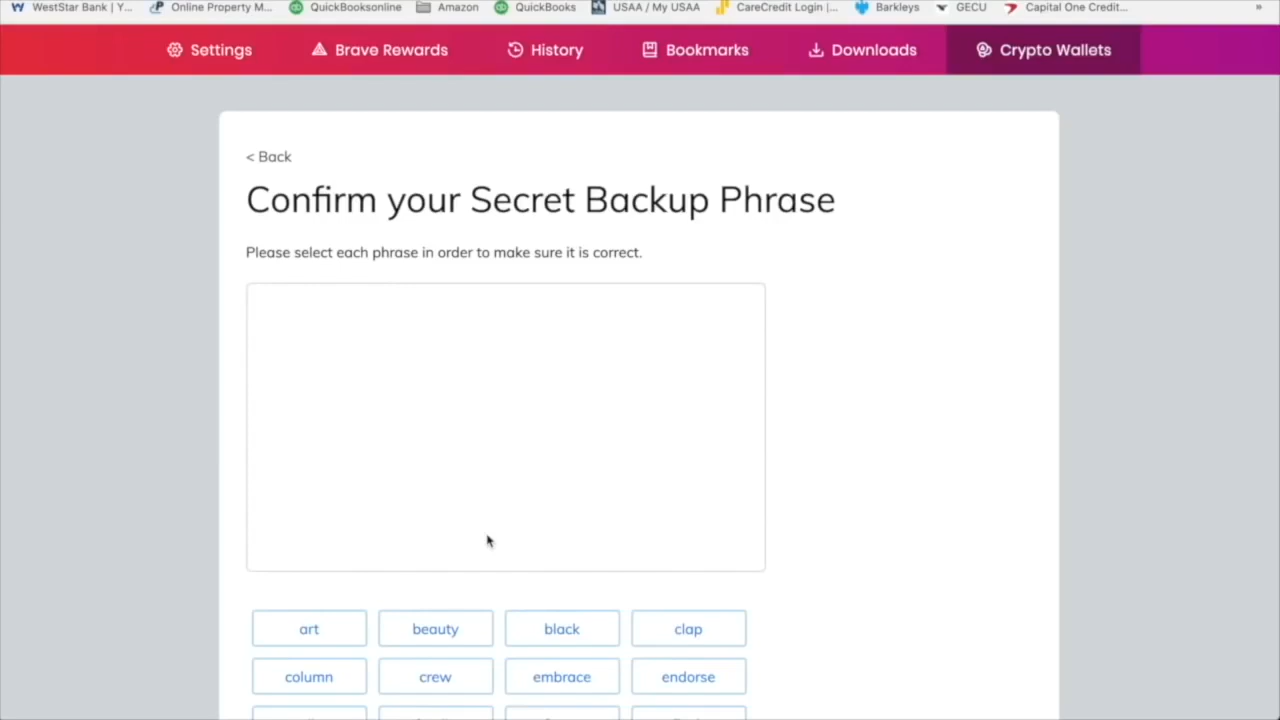 WestStar Bank | Y... Online Property M... QuickBooksonline Amazon QuickBooks USAA / My USAA CareCredit Login |... Barkleys GECU Capital One Credit... »
Settings Brave Rewards History Bookmarks Downloads Crypto Wallets
< Back
Confirm your Secret Backup Phrase
Please select each phrase in order to make sure it is correct.
art beauty black clap
column crew embrace endorse